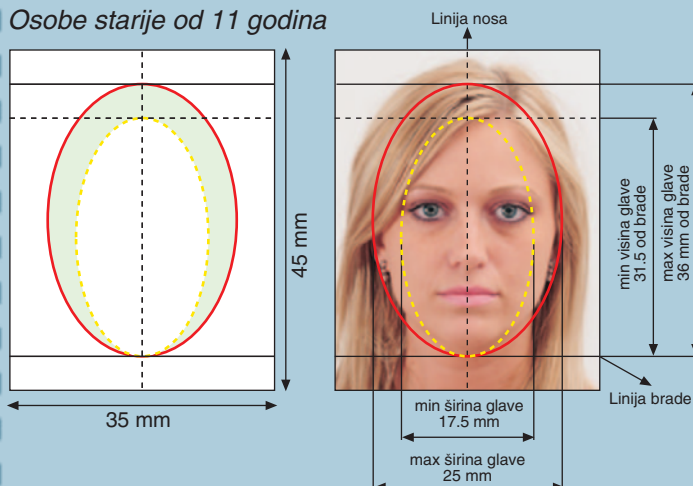 Osobe starije od 11 godina
Linija nosa
45 mm
35 mm
min visina glave
31.5 od brade
max visina glave
36 mm od brade
Linija brade
min širina glave
17.5 mm
max širina glave
25 mm